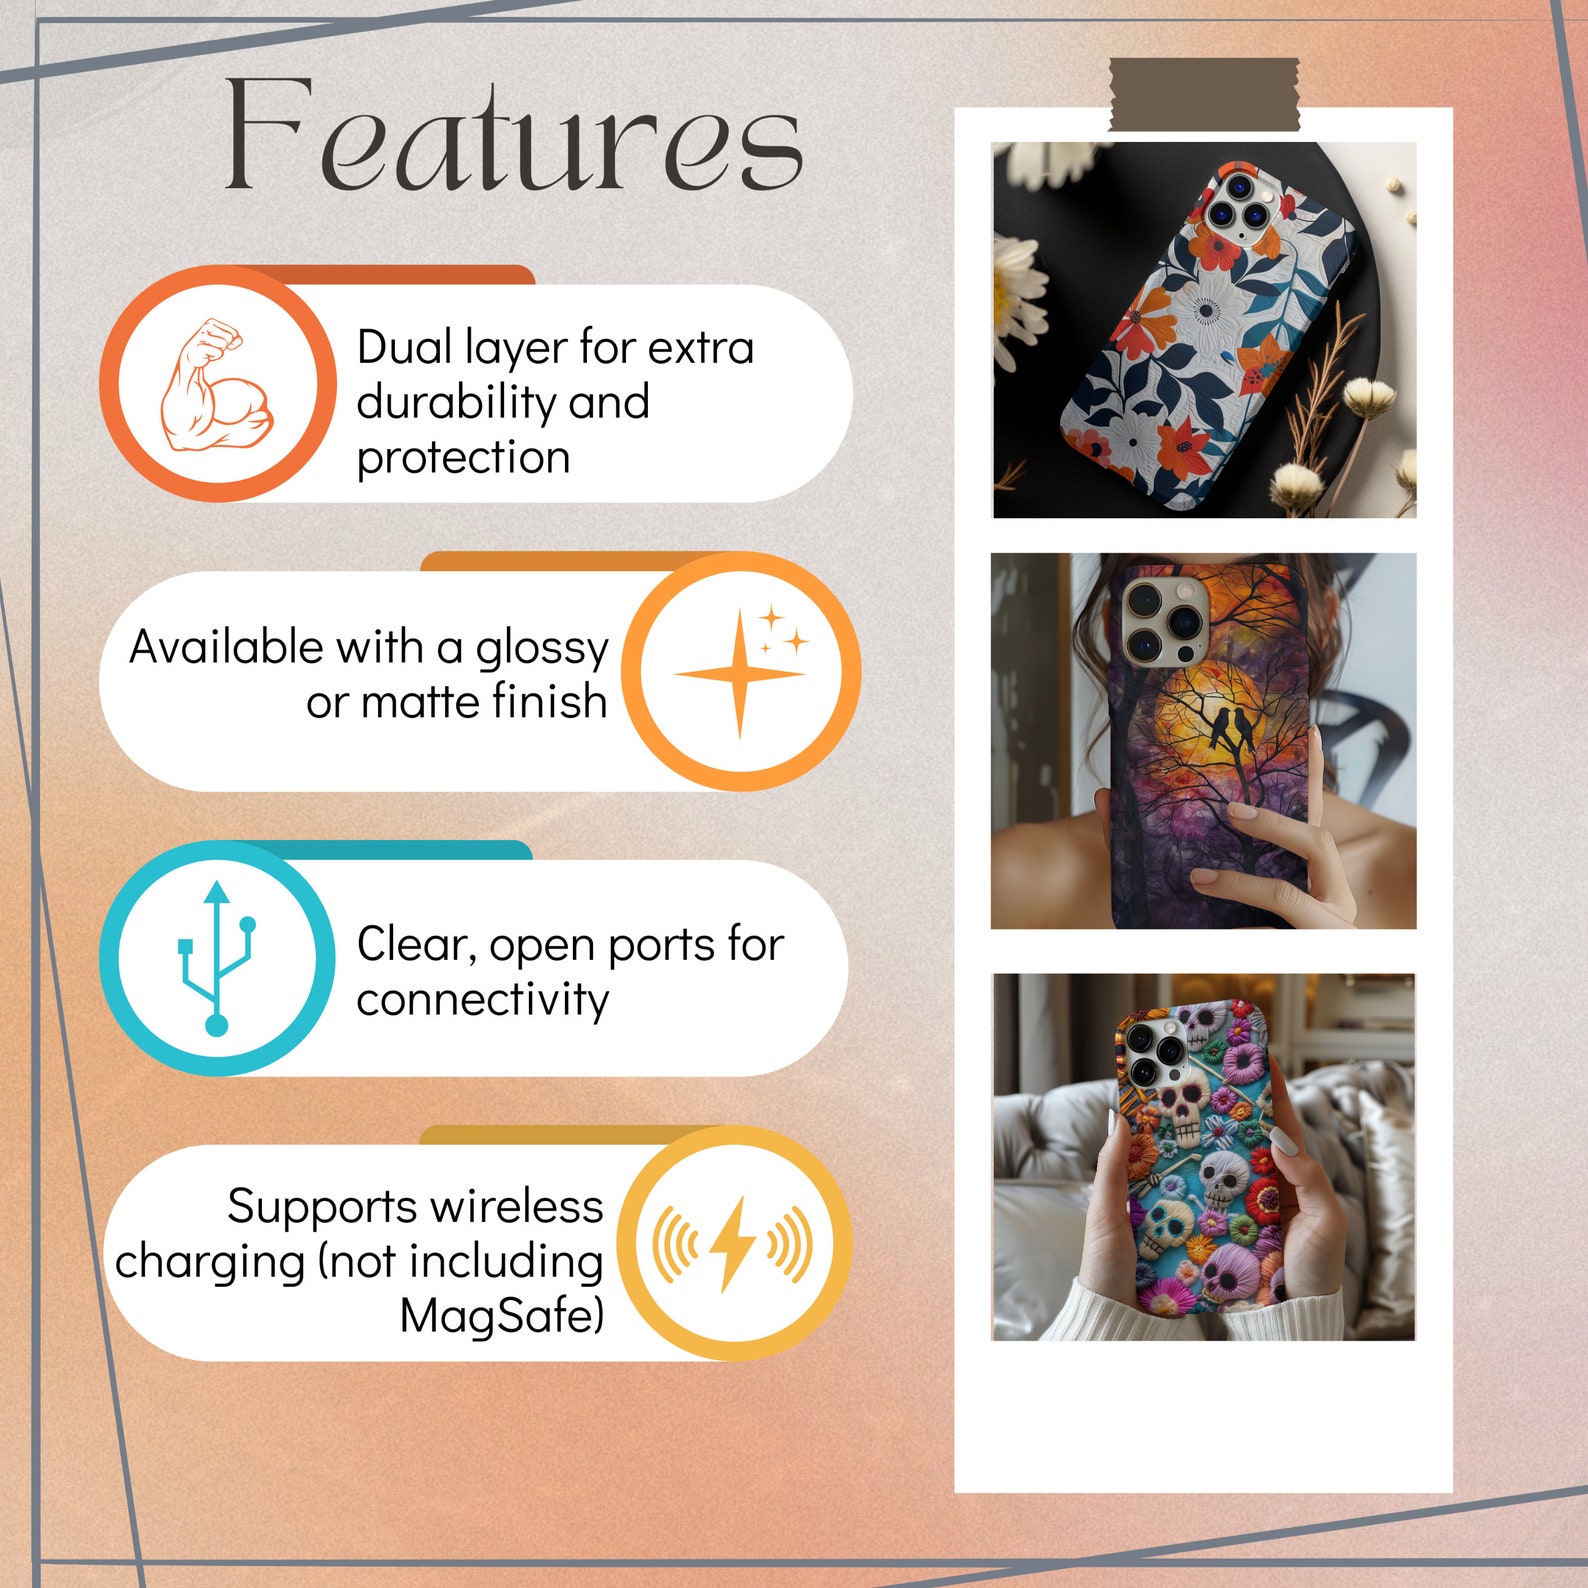 Features
Dual layer for extra
durability and
protection
Available with a glossy
or matte finish
Clear, open ports for
connectivity
Supports wireless
charging (not including
MagSafe)